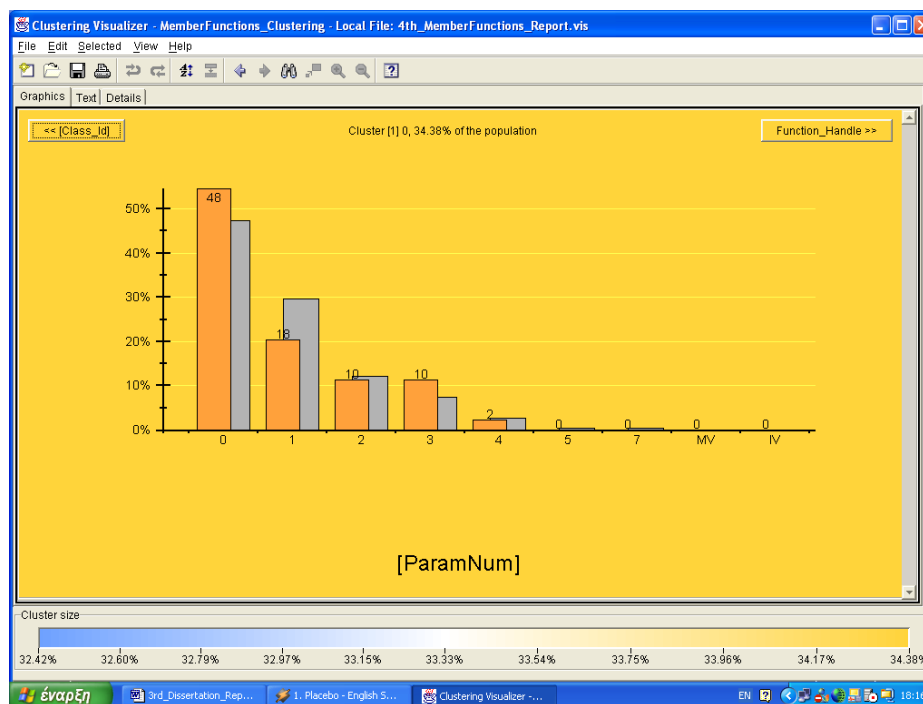 Clustering Visualizer - MemberFunctions_Clustering - Local File: 4th_MemberFunctions_Report.vis
File Edit Selected View Help
Graphics Text Details
<< [Class_Id] Cluster [1] 0, 34.38% of the population Function_Handle >>
50%
40%
30%
20%
10%
0%
48 18 10 10 2 0 0 0 0
0 1 2 3 4 5 7 MV IV
[ParamNum]
Cluster size
32.42% 32.60% 32.79% 32.97% 33.15% 33.33% 33.54% 33.75% 33.96% 34.17% 34.38%
έναρξη 3rd_Dissertation_Rep... 1. Placebo - English S... Clustering Visualizer -... EN 18:16